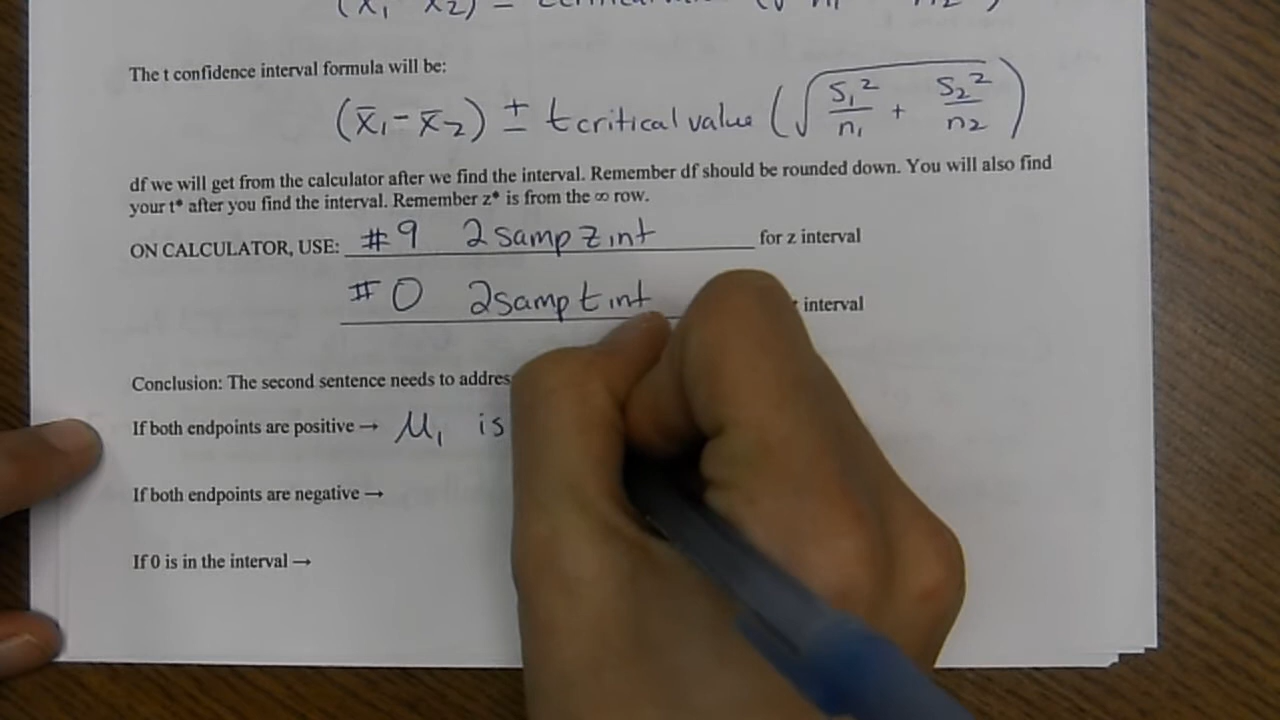 The t confidence interval formula will be:
(x̄₁ - x̄₂) ± t critical value (√(s₁²/n₁ + s₂²/n₂))
df we will get from the calculator after we find the interval. Remember df should be rounded down. You will also find
your t* after you find the interval. Remember z* is from the ∞ row.
ON CALCULATOR, USE: #9 2 samp Z int for z interval
#0 2 samp t int interval
Conclusion: The second sentence needs to
If both endpoints are positive → μ₁ is
If both endpoints are negative →
If 0 is in the interval →